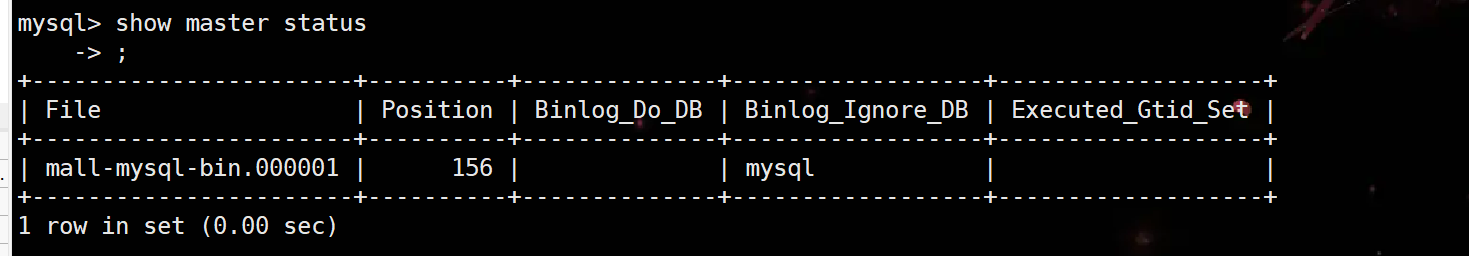 mysql> show master status
    -> ;
+-----------------------+----------+--------------+------------------+-------------------+
| File                  | Position | Binlog_Do_DB | Binlog_Ignore_DB | Executed_Gtid_Set |
+-----------------------+----------+--------------+------------------+-------------------+
| mall-mysql-bin.000001 |      156 |              | mysql            |                   |
+-----------------------+----------+--------------+------------------+-------------------+
1 row in set (0.00 sec)